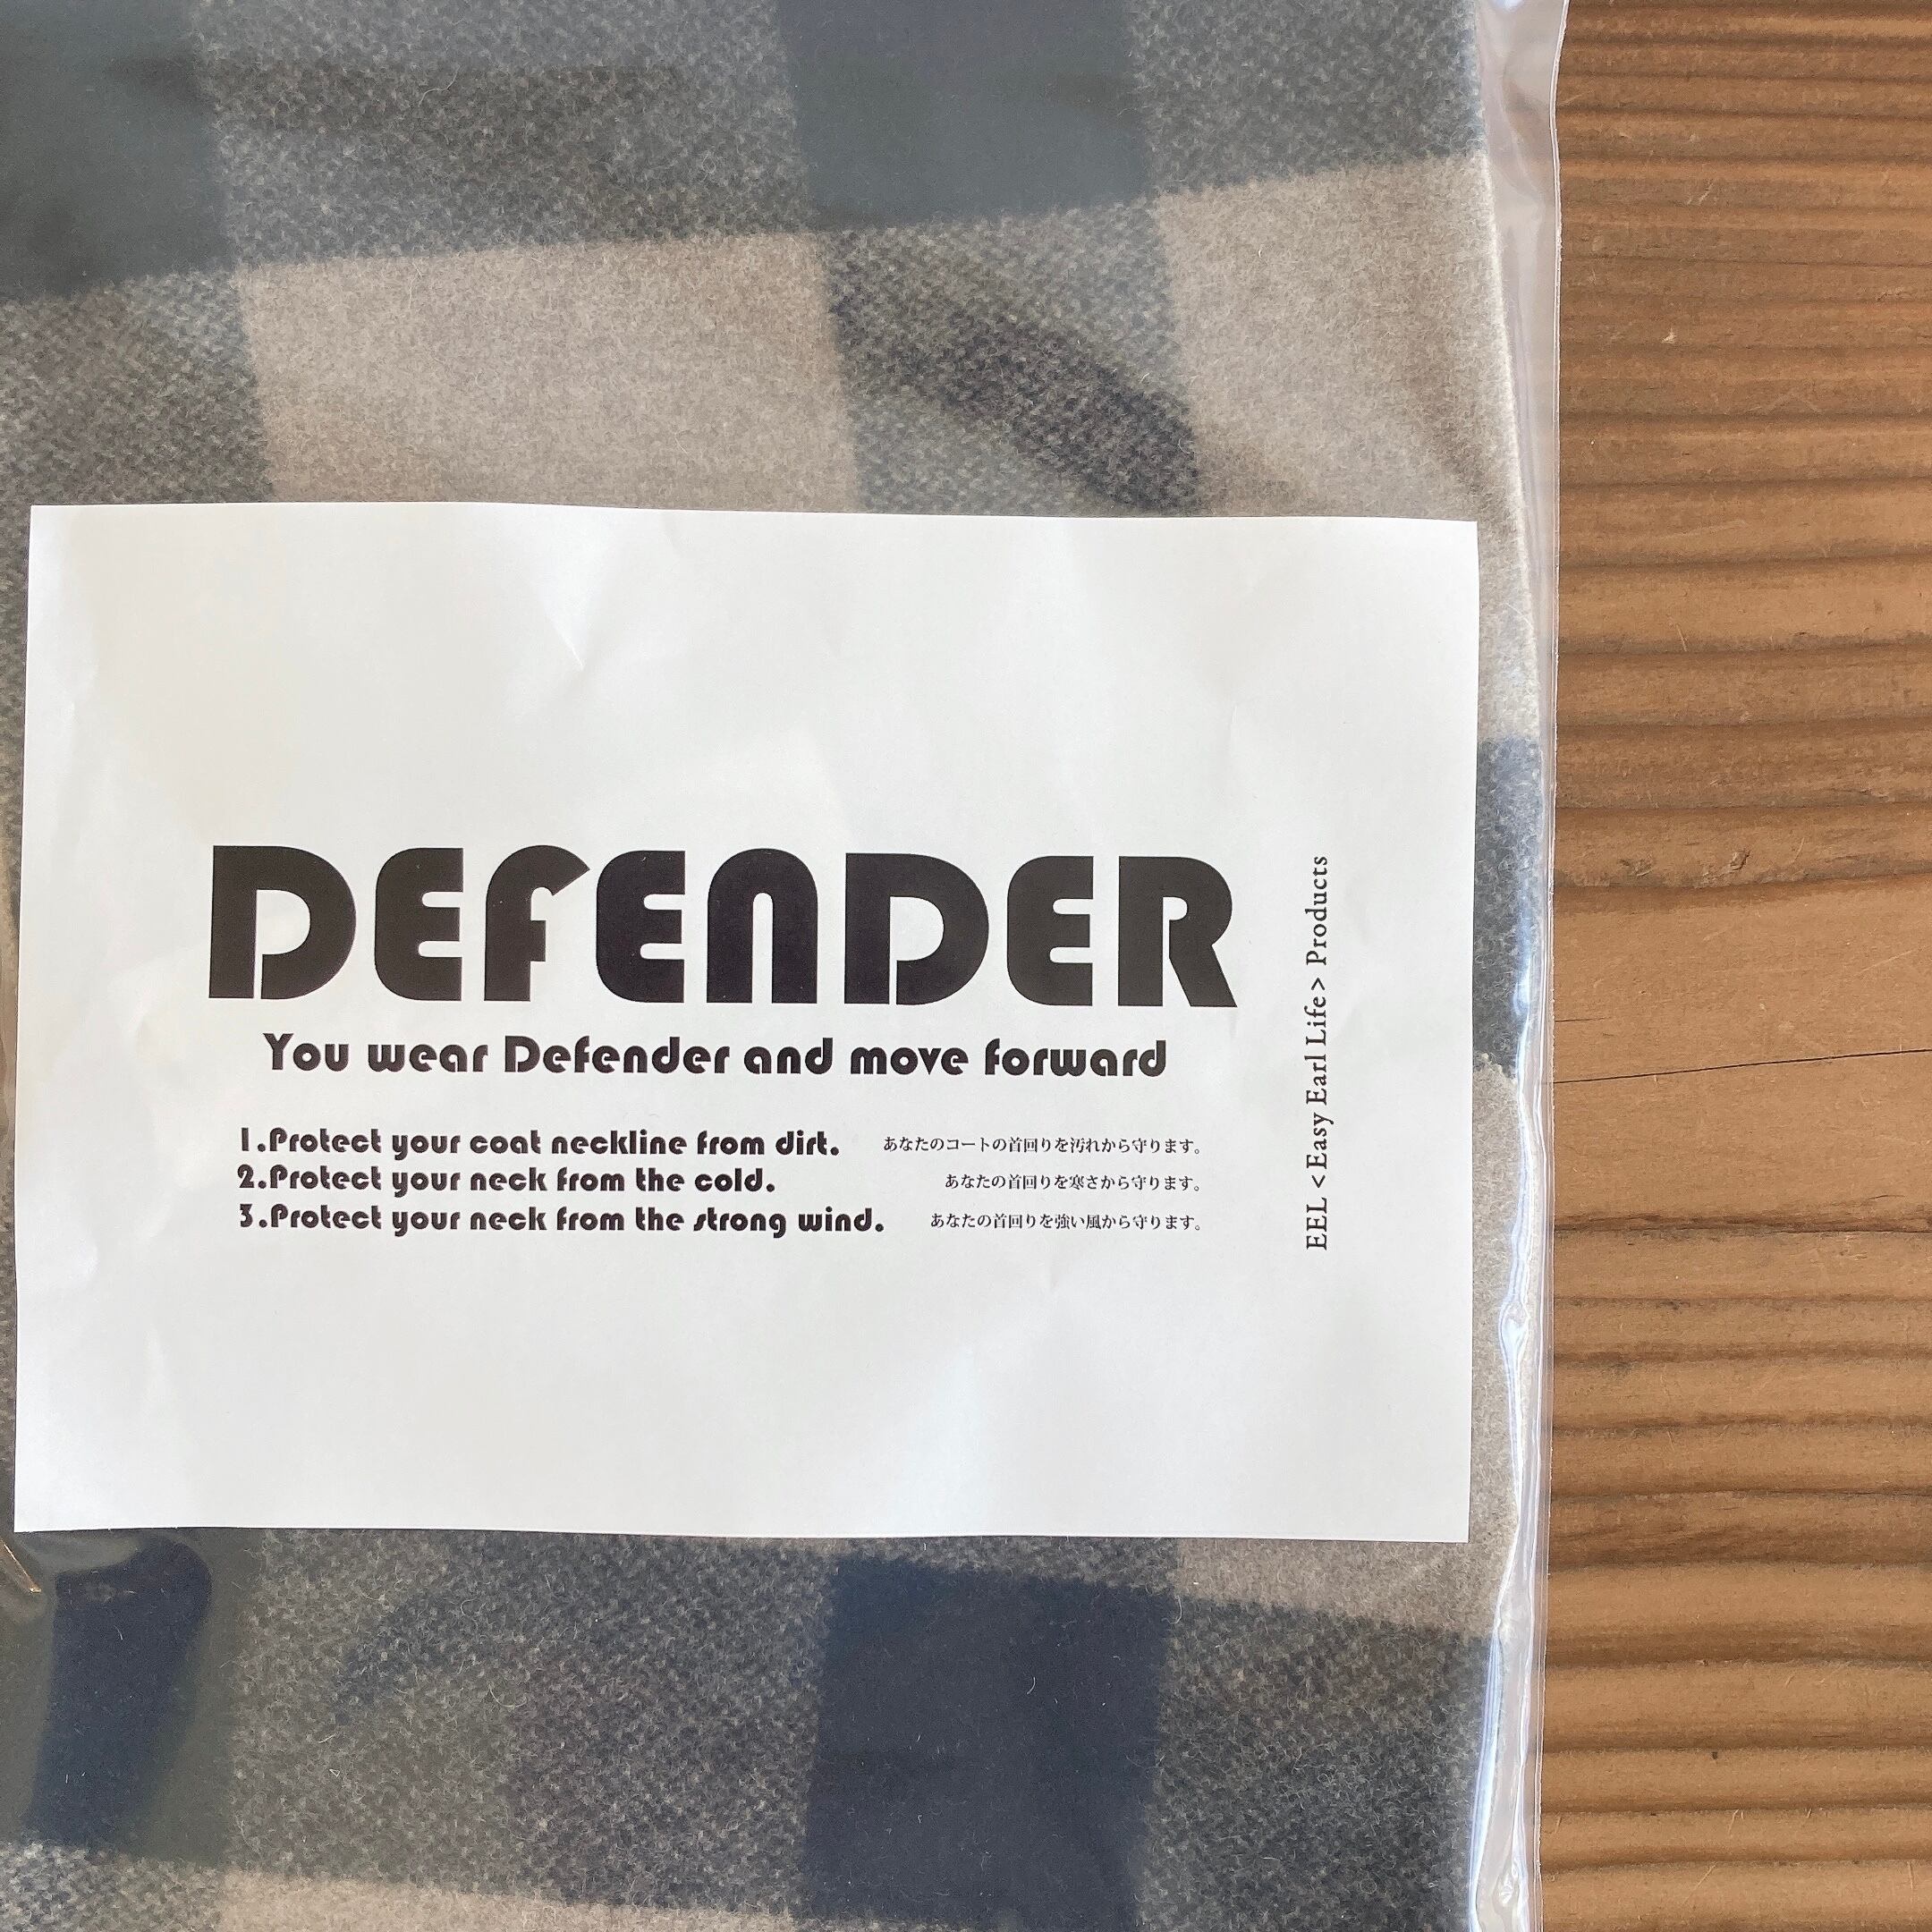 DEFENDER
You wear Defender and move forward
1.Protect your coat neckline from dirt. あなたのコートの首回りを汚れから守ります。
2.Protect your neck from the cold. あなたの首回りを寒さから守ります。
3.Protect your neck from the strong wind. あなたの首回りを強い風から守ります。
EEL <Easy Earl Life> Products